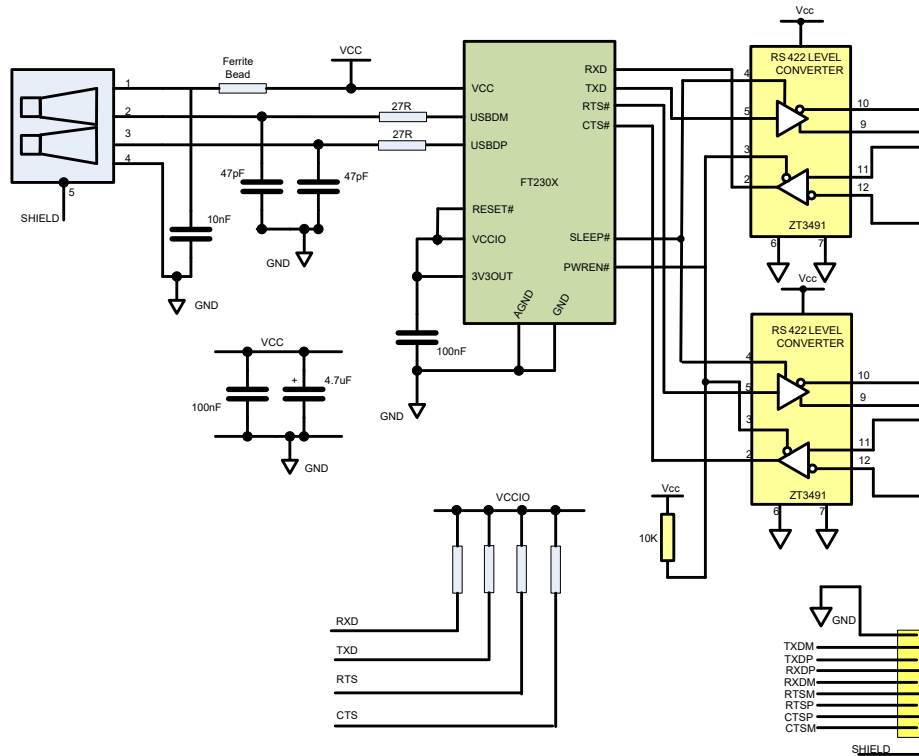 Vcc
RS 422 LEVEL
CONVERTER
Ferrite
Bead
VCC
1
2
3
4
5
SHIELD
27R
27R
47pF
47pF
10nF
GND
GND
VCC
USBDM
USBDP
FT230X
RESET#
VCCIO
3V3OUT
AGND
GND
RXD
TXD
RTS#
CTS#
SLEEP#
PWREN#
4
5
3
2
10
9
11
12
ZT3491
6
7
100nF
GND
VCC
100nF
+
4.7uF
GND
Vcc
RS 422 LEVEL
CONVERTER
4
5
3
2
10
9
11
12
ZT3491
6
7
Vcc
10K
VCCIO
RXD
TXD
RTS
CTS
GND
TXDM
TXDP
RXDP
RXDM
RTSM
RTSP
CTSP
CTSM
SHIELD